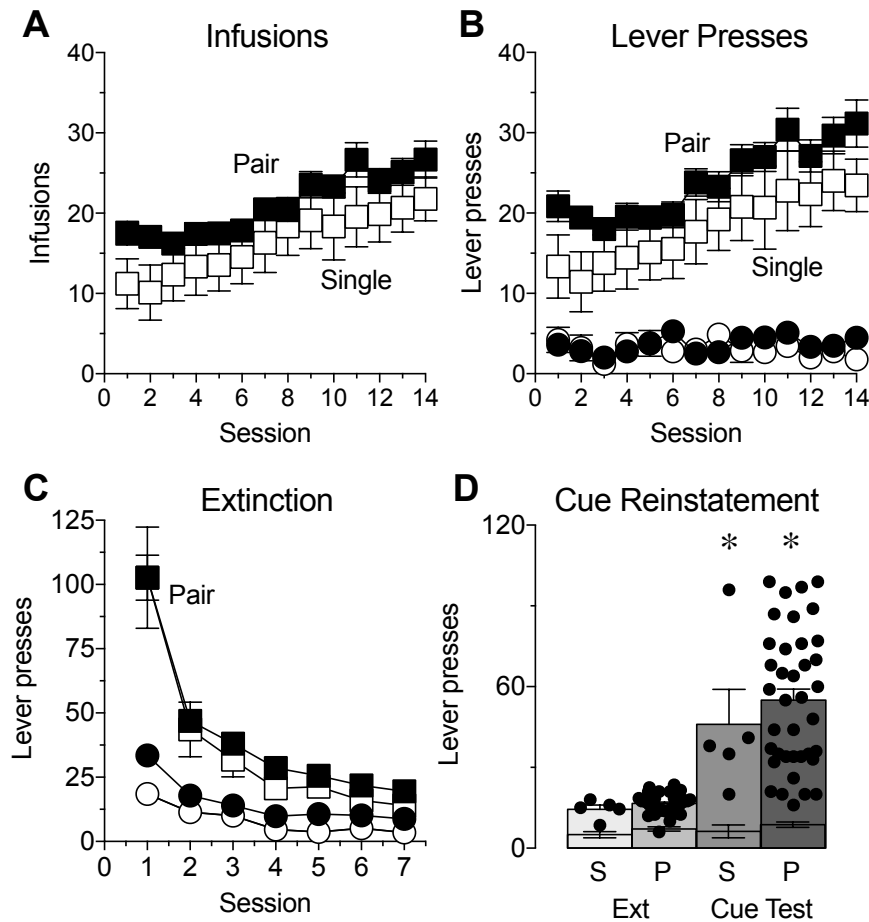 A Infusions
40
30
20
10
0
Infusions
Pair
Single
0 2 4 6 8 10 12 14
Session
B Lever Presses
40
30
20
10
0
Lever presses
Pair
Single
0 2 4 6 8 10 12 14
Session
C Extinction
125
100
75
50
25
0
Lever presses
Pair
0 1 2 3 4 5 6 7
Session
D Cue Reinstatement
120
60
0
Lever presses
* *
S P S P
Ext Cue Test